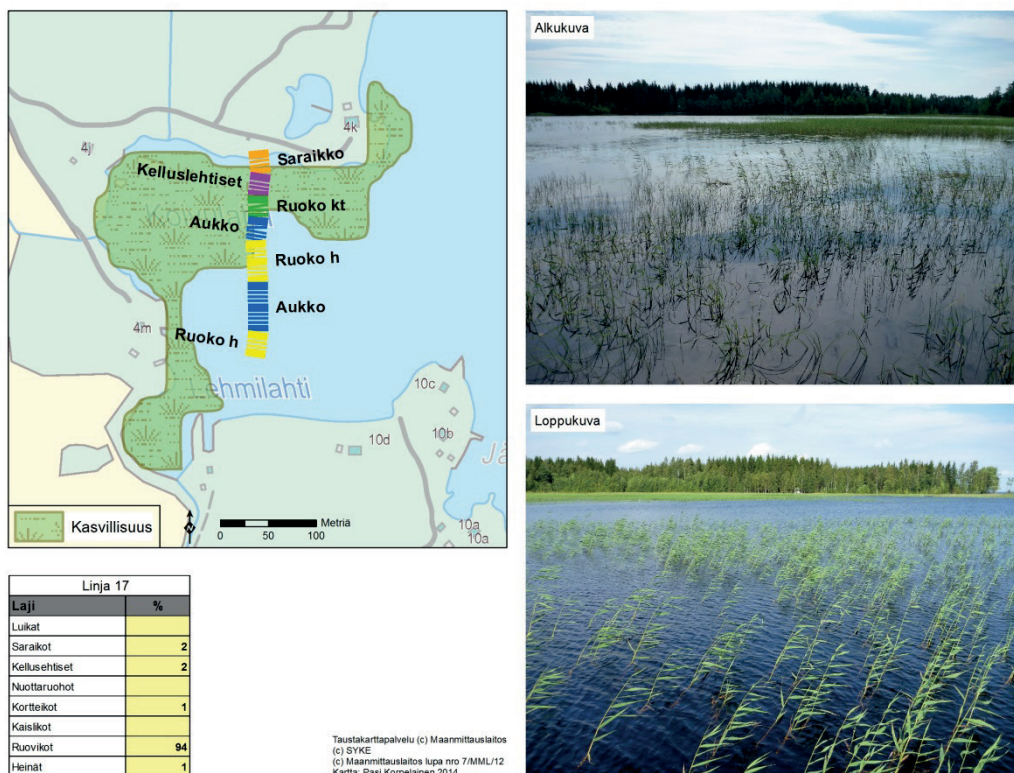 4k
4j
Saraikko
Kelluslehtiset
Ruoko kt
Aukko
Ruoko h
Aukko
4m
Ruoko h
Lehmilahti
10c
10d
10b
Jä
10a
10a
Kasvillisuus
Metriä
0 50 100
Alkukuva
Loppukuva
Linja 17
Laji %
Luikat
Saraikot 2
Kellusehtiset 2
Nuottaruohot
Kortteikot 1
Kaislikot
Ruovikot 94
Heinät 1
Taustakarttapalvelu (c) Maanmittauslaitos
(c) SYKE
(c) Maanmittauslaitos lupa nro 7/MML/12
Kartta: Pasi Korpelainen 2014